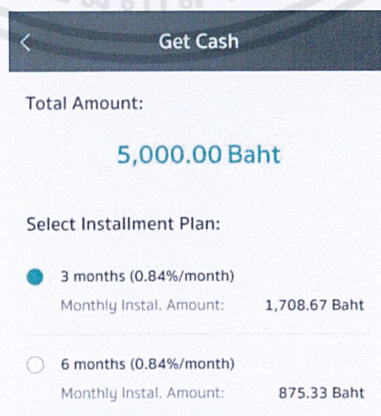 Get Cash
Total Amount:
5,000.00 Baht
Select Installment Plan:
3 months (0.84%/month)
Monthly Instal. Amount: 1,708.67 Baht
6 months (0.84%/month)
Monthly Instal. Amount: 875.33 Baht